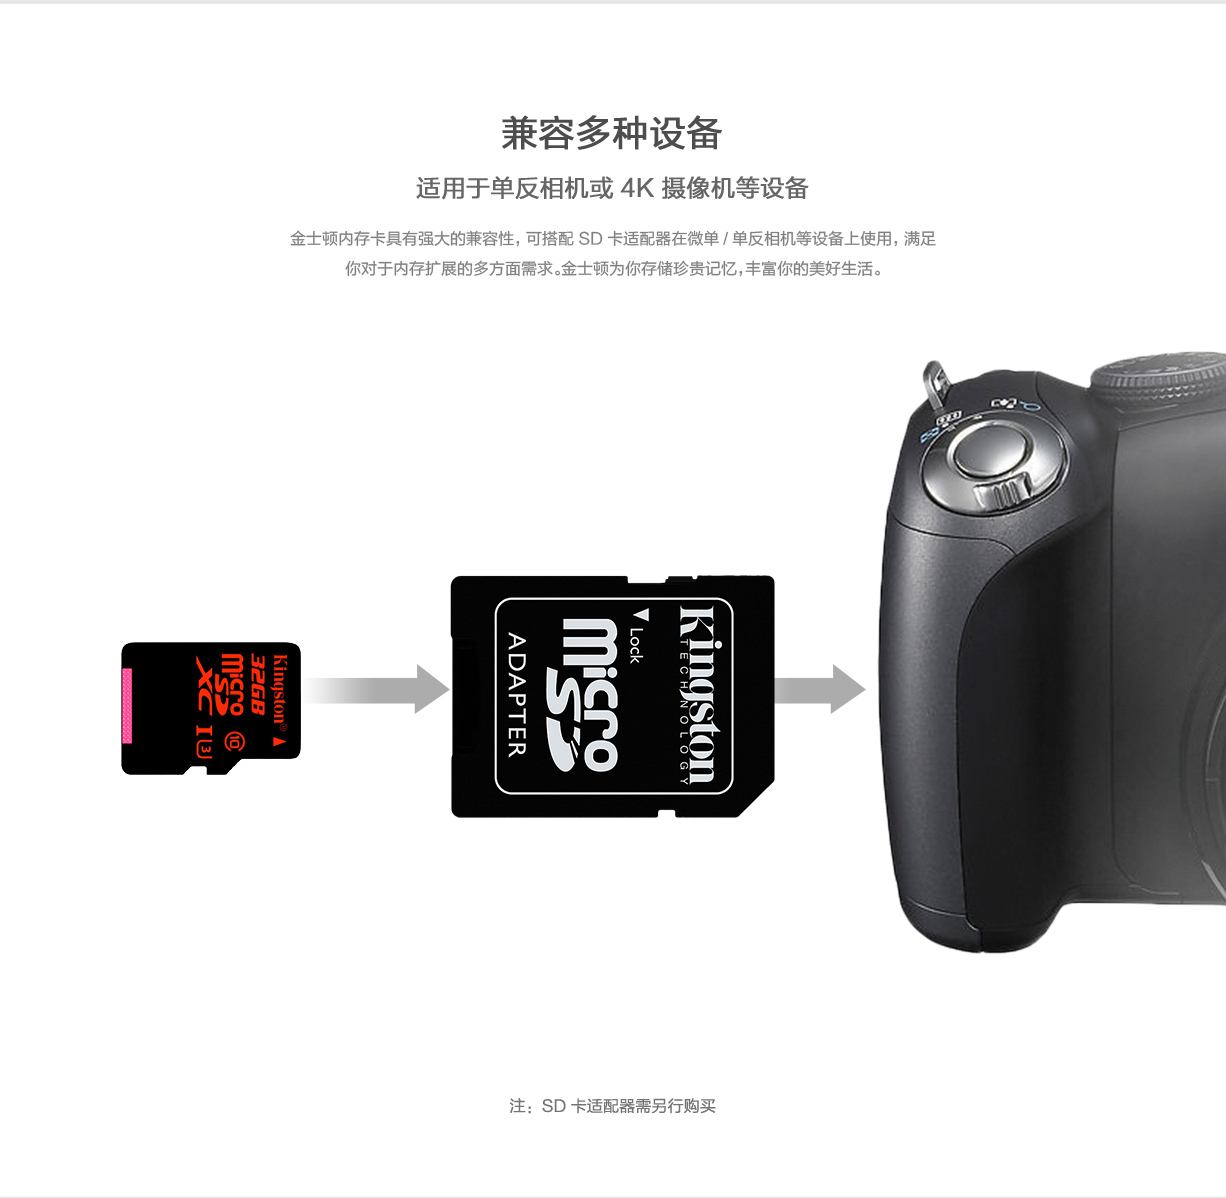 兼容多种设备
适用于单反相机或 4K 摄像机等设备
金士顿内存卡具有强大的兼容性，可搭配 SD 卡适配器在微单 / 单反相机等设备上使用，满足
你对于内存扩展的多方面需求。金士顿为你存储珍贵记忆，丰富你的美好生活。
Kingston®
32GB
micro
SD
XC I
10
U3
Kingston
TECHNOLOGY
Lock
micro
SD
ADAPTER
注：SD 卡适配器需另行购买